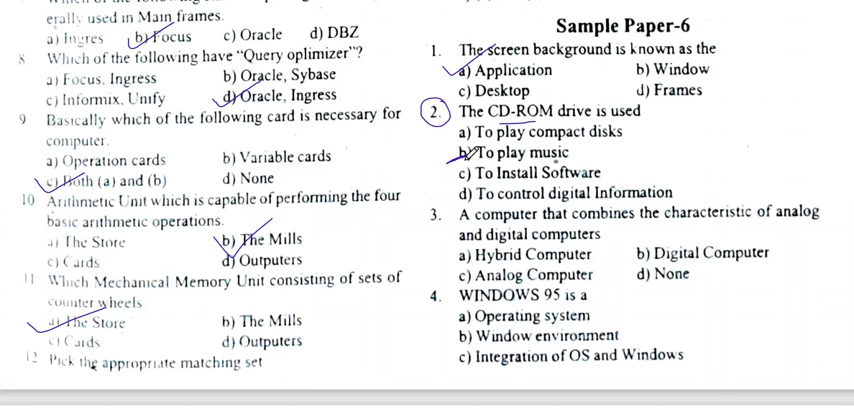 erally used in Main frames.
a) Ingres b) Focus c) Oracle d) DBZ
8 Which of the following have “Query oplimizer”?
a) Focus, Ingress b) Oracle, Sybase
c) Informix, Unify d) Oracle, Ingress
9 Basically which of the following card is necessary for
computer.
a) Operation cards b) Variable cards
c) Both (a) and (b) d) None
10 Arithmetic Unit which is capable of performing the four
basic arithmetic operations.
a) The Store b) The Mills
c) Cards d) Outputers
11 Which Mechanical Memory Unit consisting of sets of
counter wheels
a) The Store b) The Mills
c) Cards d) Outputers
12 Pick the appropriate matching set
Sample Paper-6
1. The screen background is known as the
a) Application b) Window
c) Desktop d) Frames
2. The CD-ROM drive is used
a) To play compact disks
b) To play music
c) To Install Software
d) To control digital Information
3. A computer that combines the characteristic of analog
and digital computers
a) Hybrid Computer b) Digital Computer
c) Analog Computer d) None
4. WINDOWS 95 is a
a) Operating system
b) Window environment
c) Integration of OS and Windows